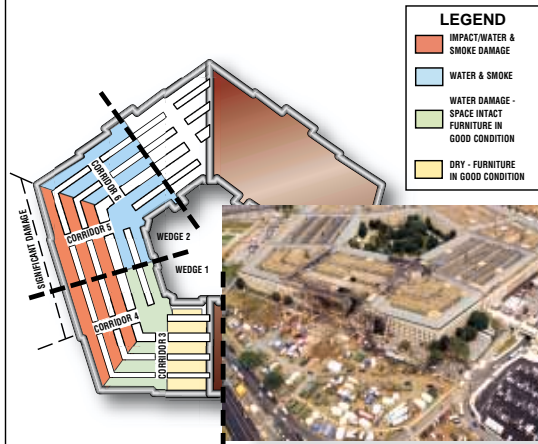 LEGEND
IMPACT/WATER &
SMOKE DAMAGE
WATER & SMOKE
WATER DAMAGE -
SPACE INTACT
FURNITURE IN
GOOD CONDITION
DRY - FURNITURE
IN GOOD CONDITION
CORRIDOR 6
CORRIDOR 5
WEDGE 2
SIGNIFICANT DAMAGE
WEDGE 1
CORRIDOR 4
CORRIDOR 3